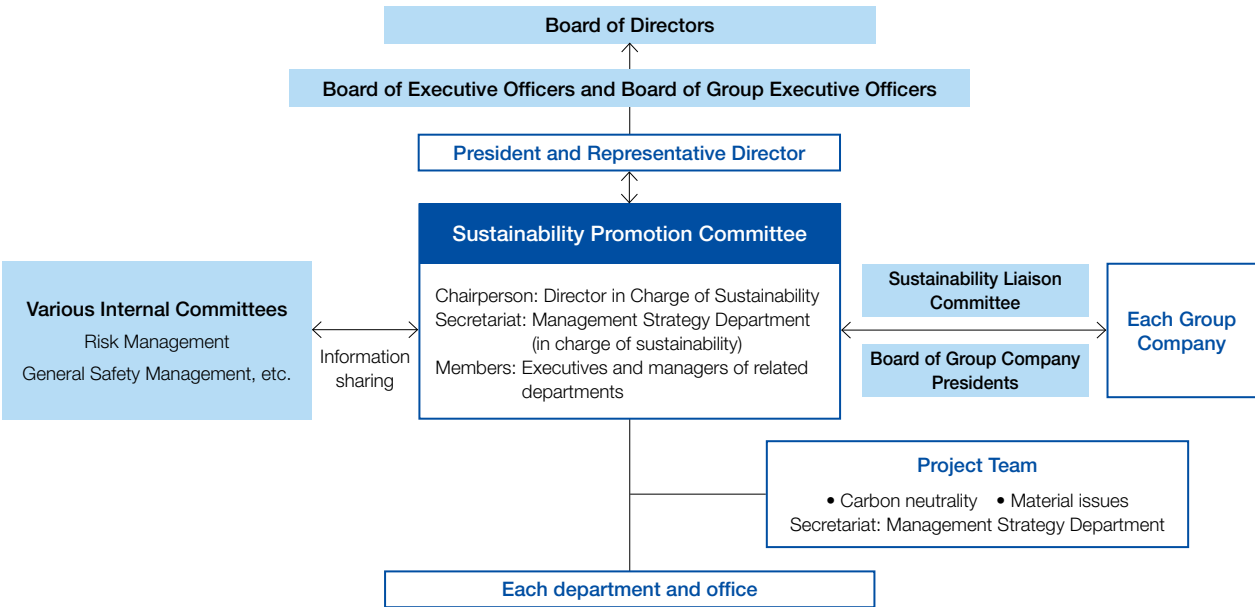 Board of Directors
Board of Executive Officers and Board of Group Executive Officers
President and Representative Director
Sustainability Promotion Committee
Chairperson: Director in Charge of Sustainability
Secretariat: Management Strategy Department
(in charge of sustainability)
Members: Executives and managers of related
departments
Various Internal Committees
Risk Management
General Safety Management, etc.
Information
sharing
Sustainability Liaison
Committee
Board of Group Company
Presidents
Each Group
Company
Project Team
• Carbon neutrality • Material issues
Secretariat: Management Strategy Department
Each department and office